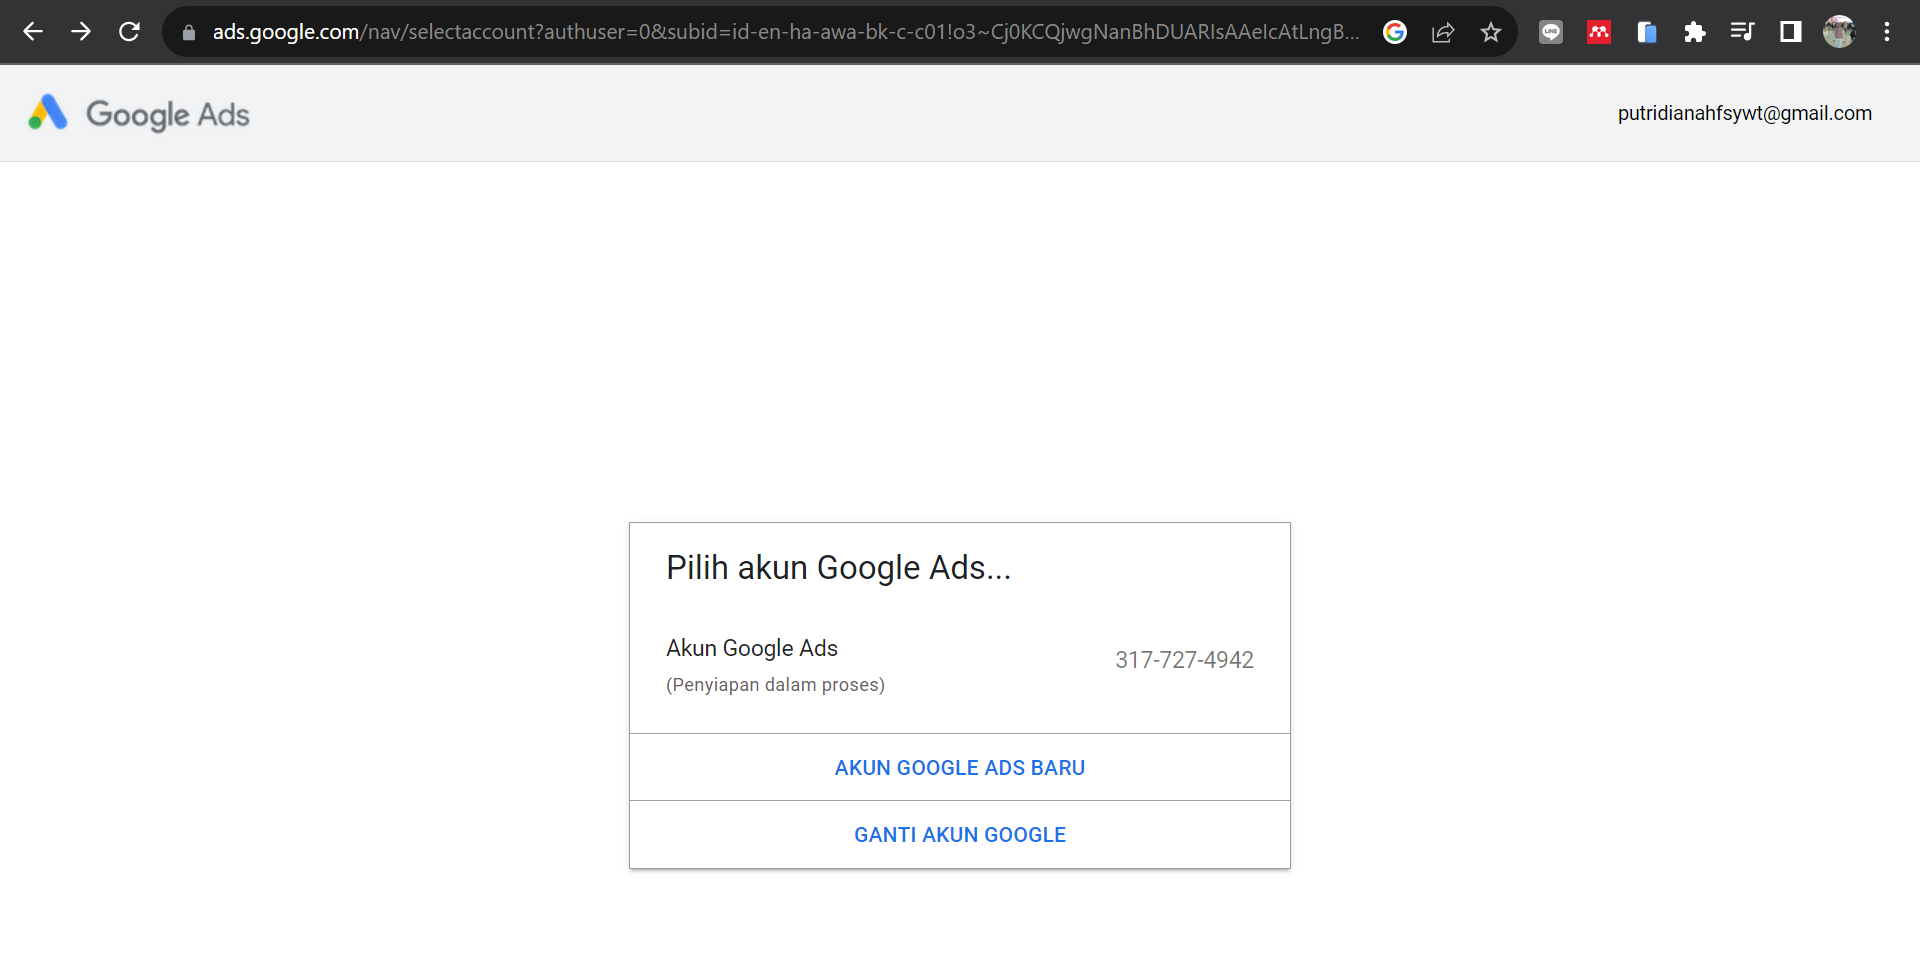 ads.google.com/nav/selectaccount?authuser=0&subid=id-en-ha-awa-bk-c-c01!o3~Cj0KCQjwgNanBhDUARIsAAeIcAtLngB...
Google Ads
putridianahfsywt@gmail.com
Pilih akun Google Ads...
Akun Google Ads
317-727-4942
(Penyiapan dalam proses)
AKUN GOOGLE ADS BARU
GANTI AKUN GOOGLE